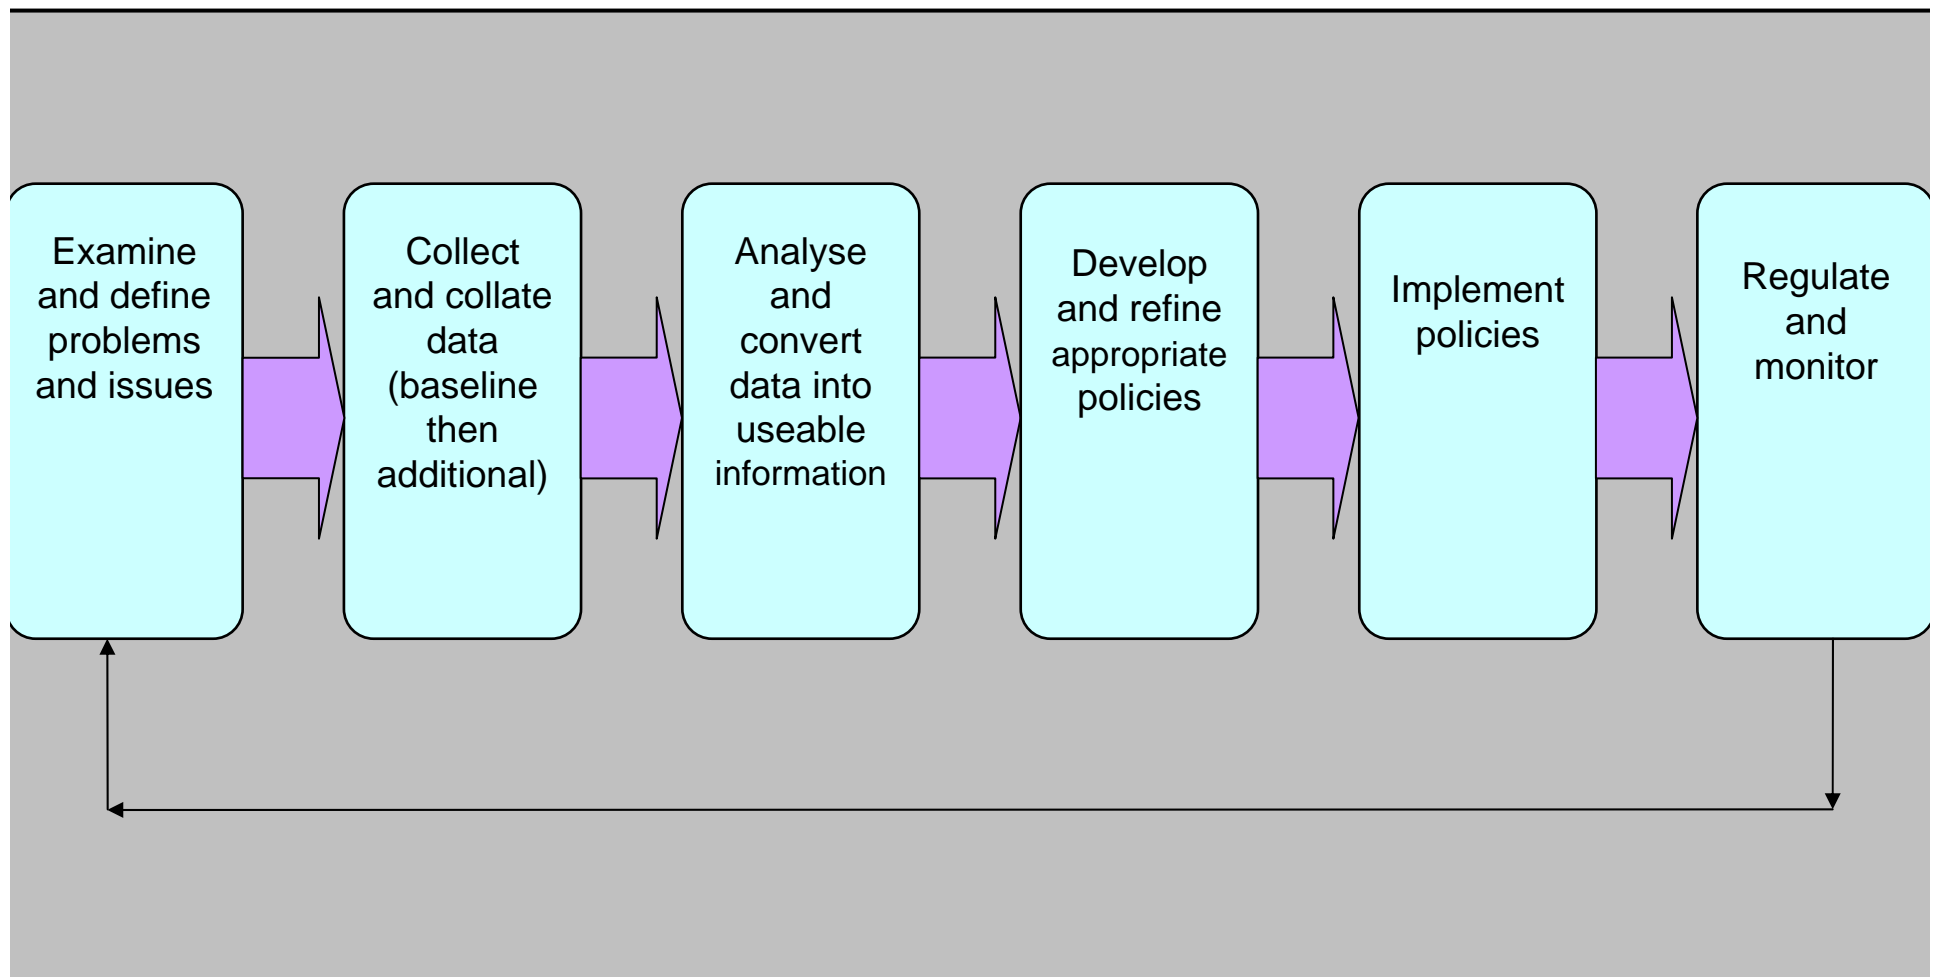 Examine
and define
problems
and issues
Collect
and collate
data
(baseline
then
additional)
Analyse
and
convert
data into
useable
information
Develop
and refine
appropriate
policies
Implement
policies
Regulate
and
monitor